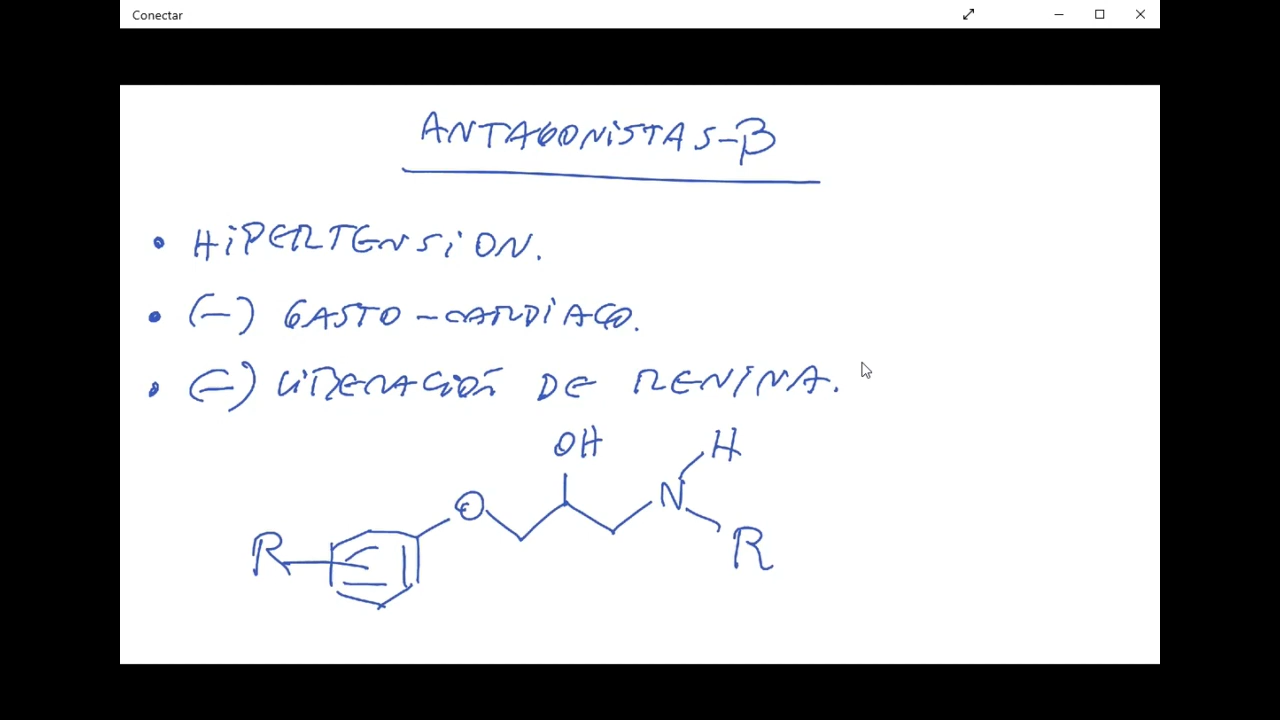 Conectar
ANTAGONISTAS-β
• HiPERTENSiON.
• (-) GASTO-CARDiACO.
• (-) LiBERACiÓN DE RENiNA.
OH
H
O
N
R
R